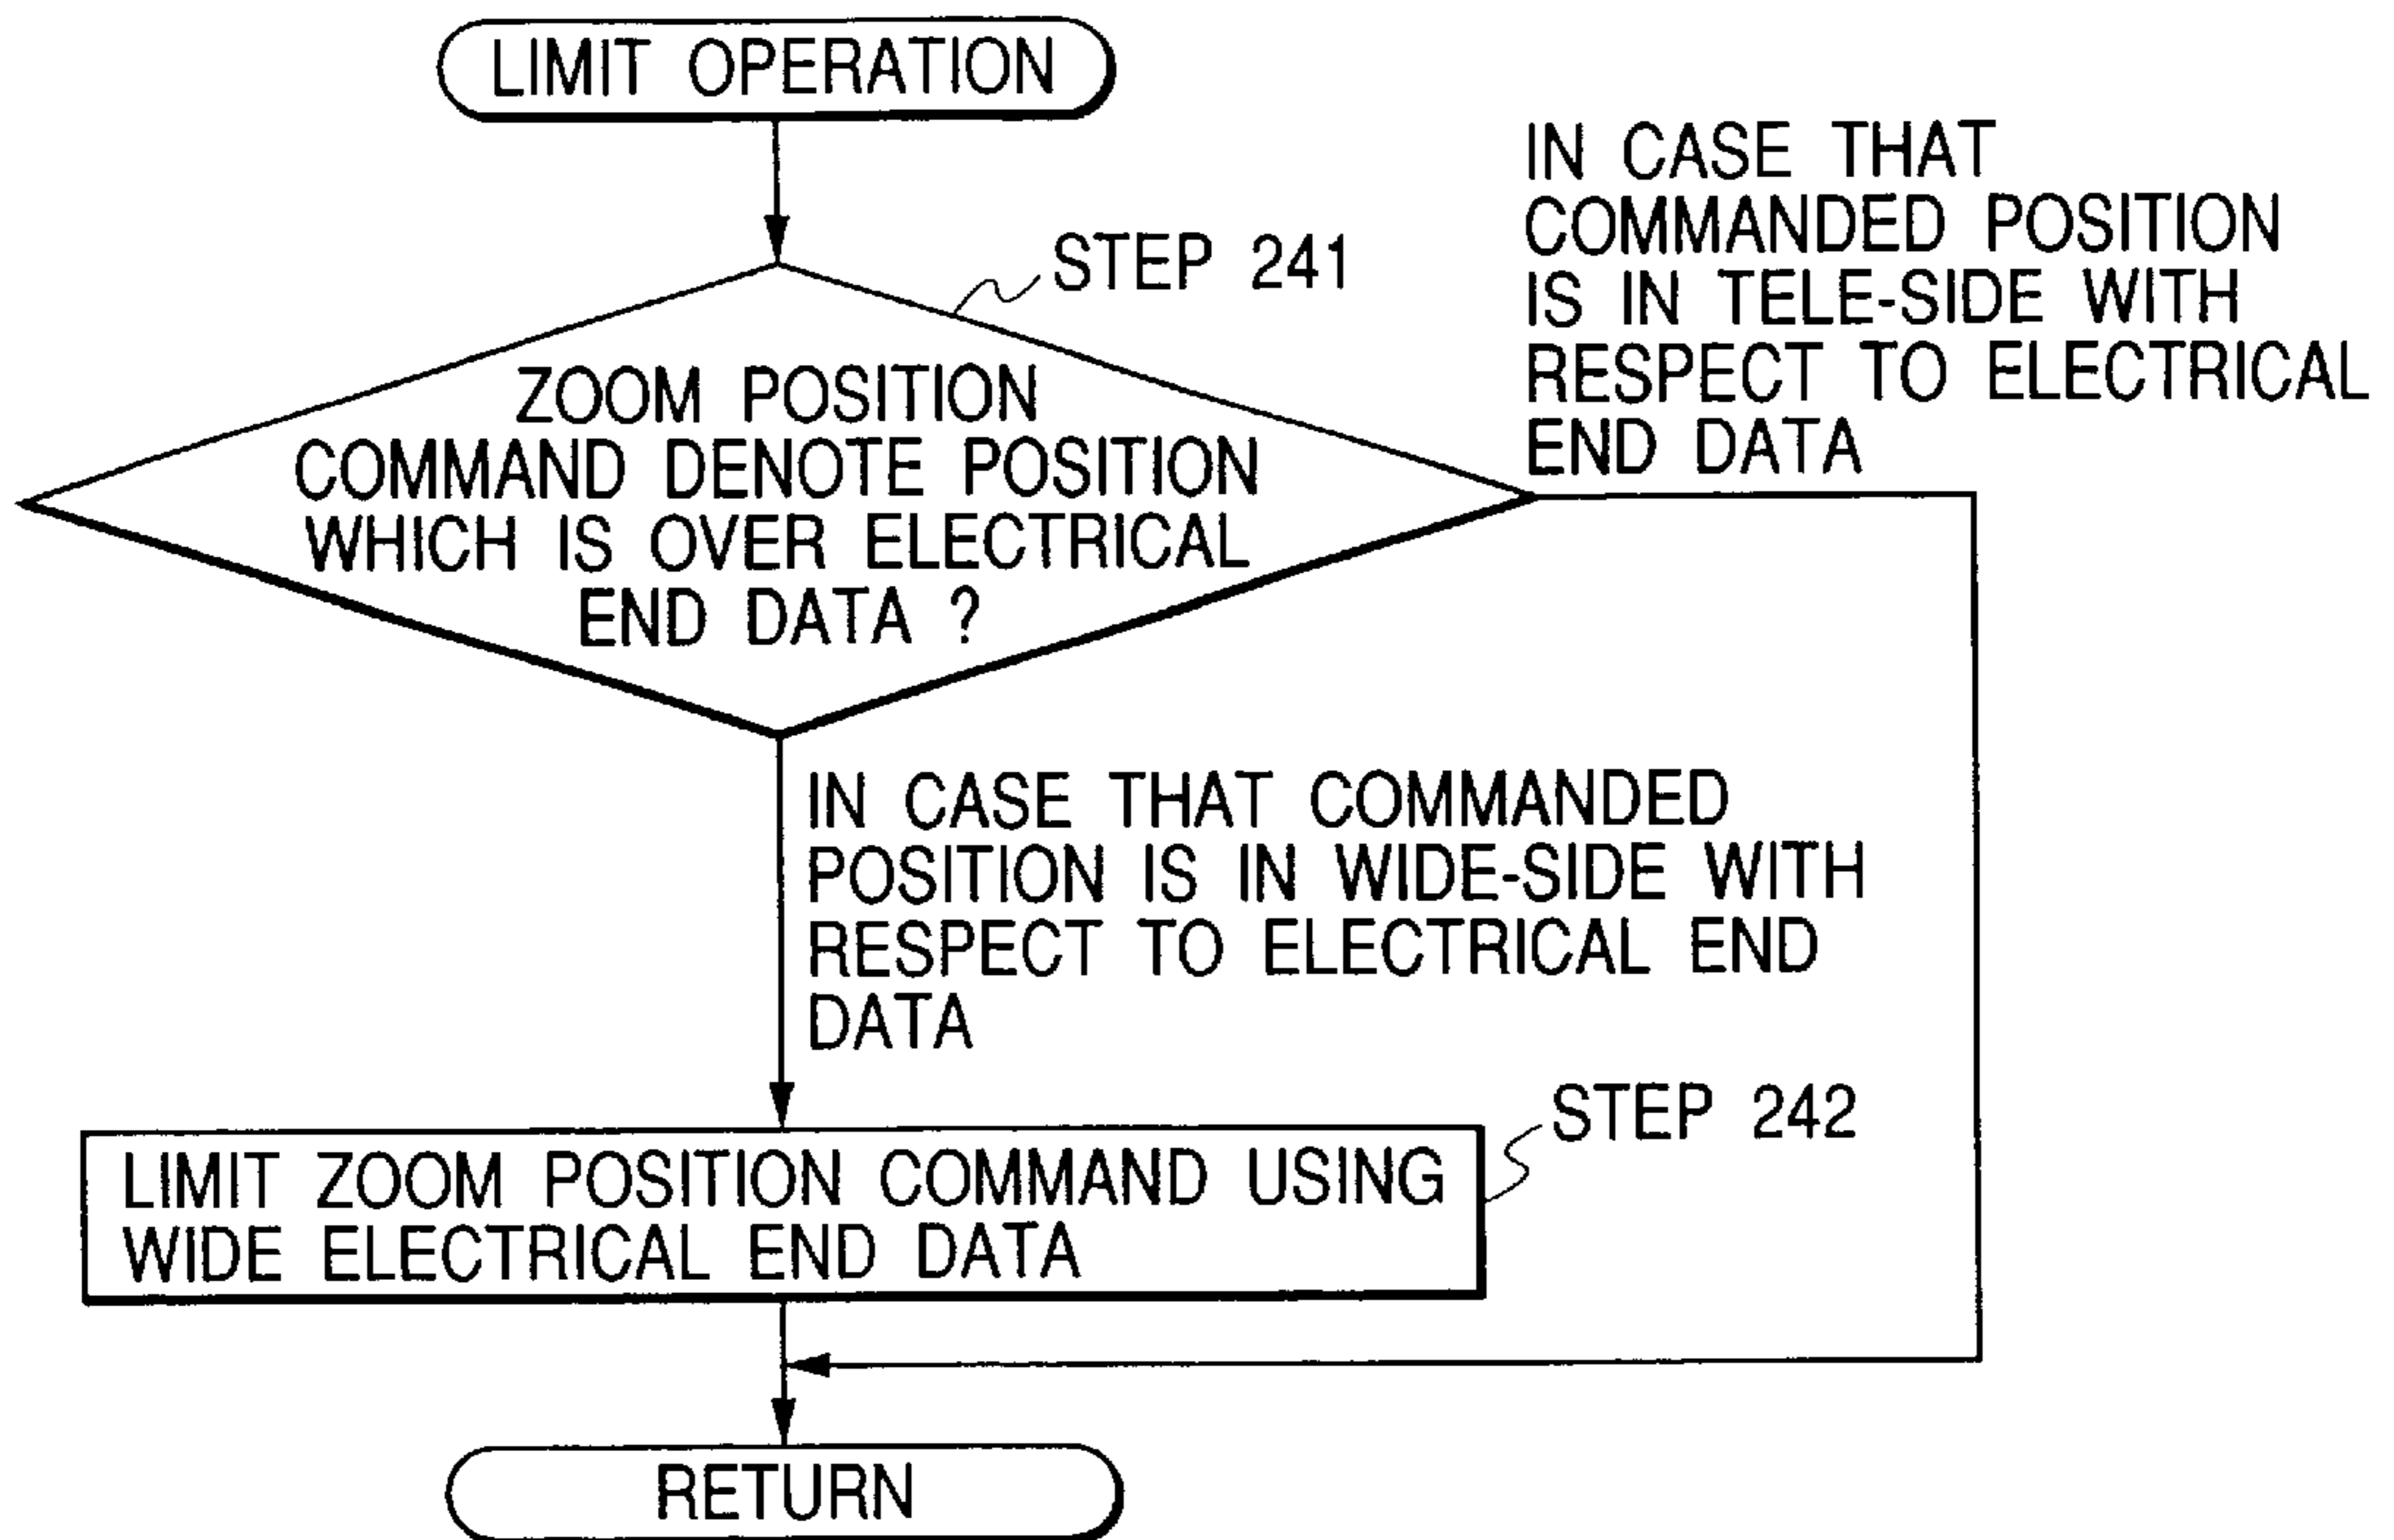 LIMIT OPERATION
STEP 241
ZOOM POSITION
COMMAND DENOTE POSITION
WHICH IS OVER ELECTRICAL
END DATA ?
IN CASE THAT
COMMANDED POSITION
IS IN TELE-SIDE WITH
RESPECT TO ELECTRICAL
END DATA
IN CASE THAT COMMANDED
POSITION IS IN WIDE-SIDE WITH
RESPECT TO ELECTRICAL END
DATA
STEP 242
LIMIT ZOOM POSITION COMMAND USING
WIDE ELECTRICAL END DATA
RETURN